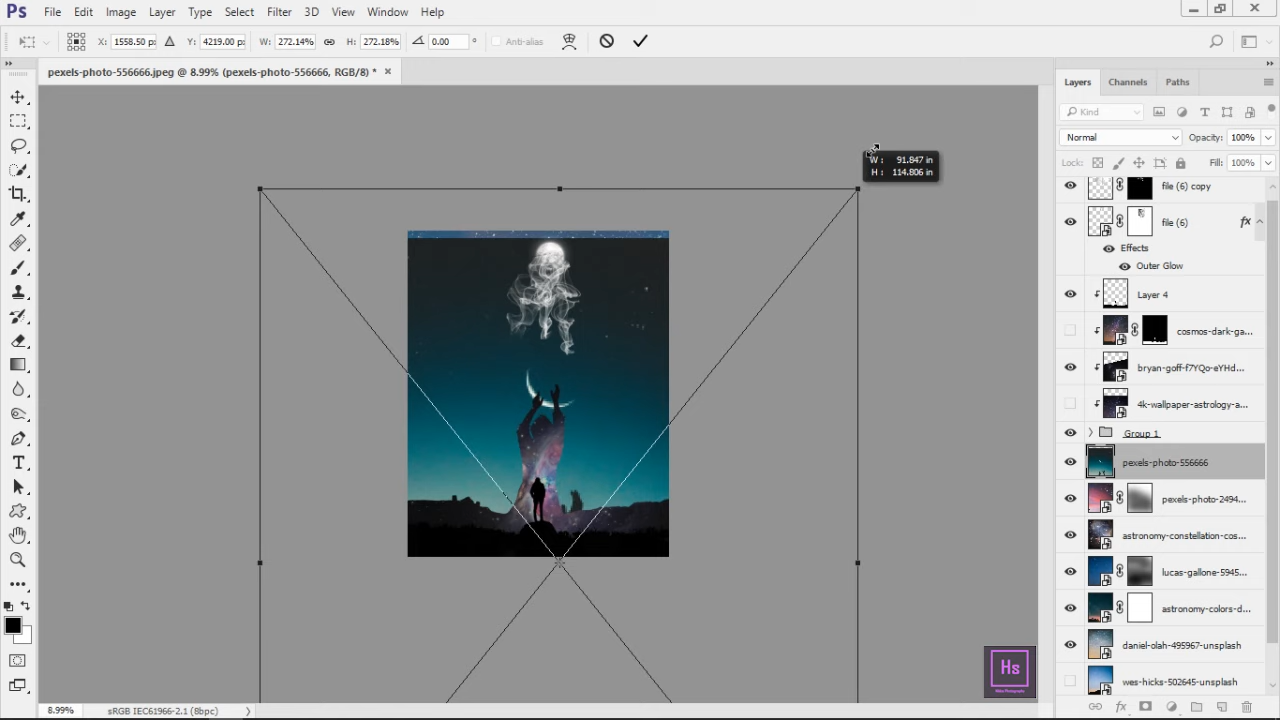 Ps File Edit Image Layer Type Select Filter 3D View Window Help
X: 1558.50 px Y: 4219.00 px W: 272.14% H: 272.18% 0.00 ° Anti-alias
pexels-photo-556666.jpeg @ 8.99% (pexels-photo-556666, RGB/8) * ×
Layers Channels Paths
Kind
Normal Opacity: 100%
Lock: Fill: 100%
W : 91.847 in
H : 114.806 in
file (6) copy
file (6) fx
Effects
Outer Glow
Layer 4
cosmos-dark-ga...
bryan-goff-f7YQo-eYHd...
4k-wallpaper-astrology-a...
Group 1
pexels-photo-556666
pexels-photo-2494...
astronomy-constellation-cos...
lucas-gallone-5945...
astronomy-colors-d...
daniel-olah-495967-unsplash
wes-hicks-502645-unsplash
Hs
8.99% sRGB IEC61966-2.1 (8bpc)
fx